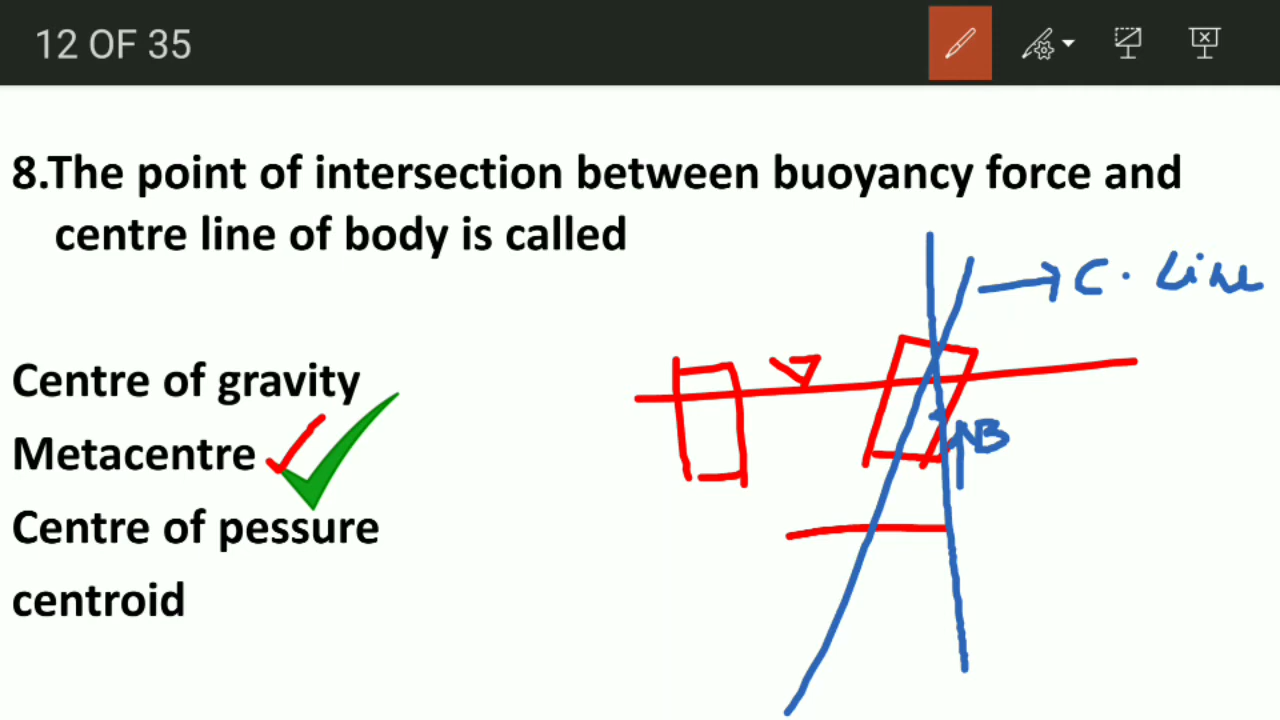 12 OF 35
8.The point of intersection between buoyancy force and
centre line of body is called
C. Line
Centre of gravity
Metacentre
B
Centre of pessure
centroid